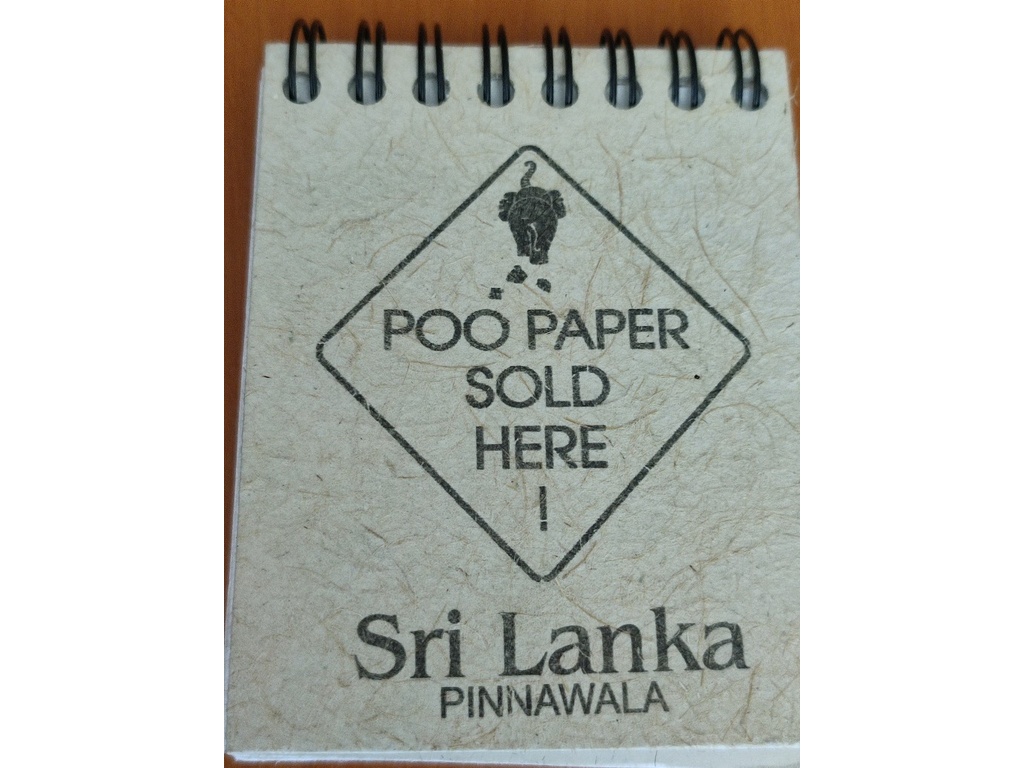 POO PAPER
SOLD
HERE
!
Sri Lanka
PINNAWALA